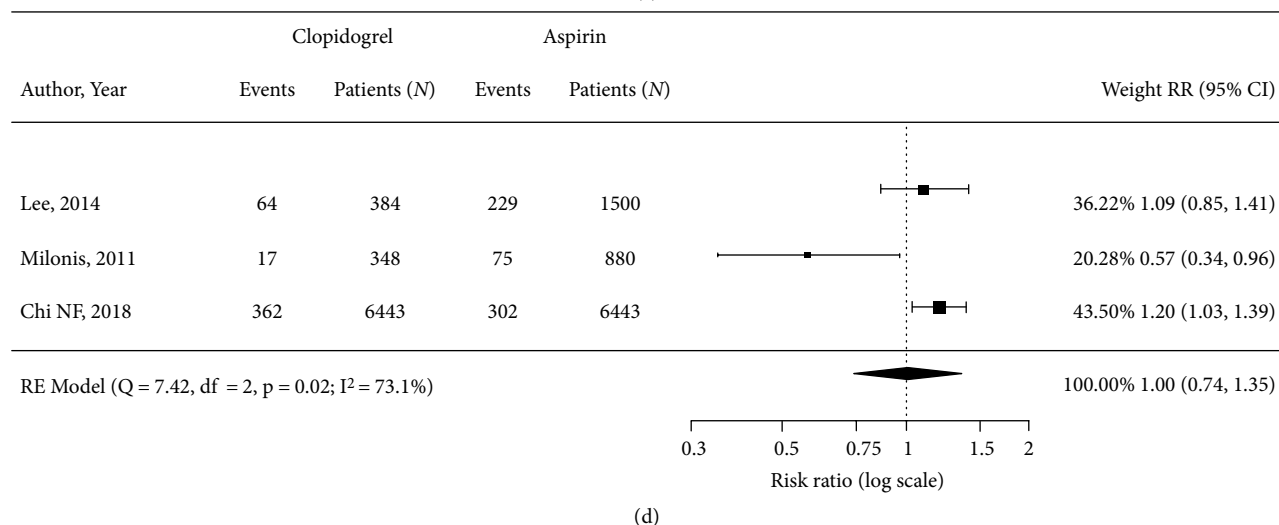 Clopidogrel Aspirin
Author, Year Events Patients (N) Events Patients (N) Weight RR (95% CI)
Lee, 2014 64 384 229 1500 36.22% 1.09 (0.85, 1.41)
Milonis, 2011 17 348 75 880 20.28% 0.57 (0.34, 0.96)
Chi NF, 2018 362 6443 302 6443 43.50% 1.20 (1.03, 1.39)
RE Model (Q = 7.42, df = 2, p = 0.02; I² = 73.1%) 100.00% 1.00 (0.74, 1.35)
0.3 0.5 0.75 1 1.5 2
Risk ratio (log scale)
(d)